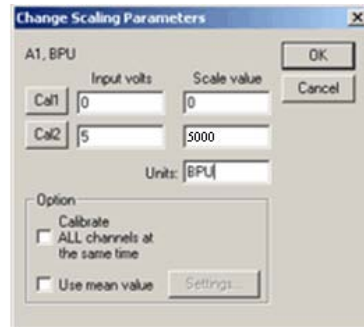 Change Scaling Parameters
A1, BPU
OK
Input volts Scale value
Cancel
Cal1 0 0
Cal2 5 5000
Units: BPU
Option
Calibrate
ALL channels at
the same time
Use mean value Settings...